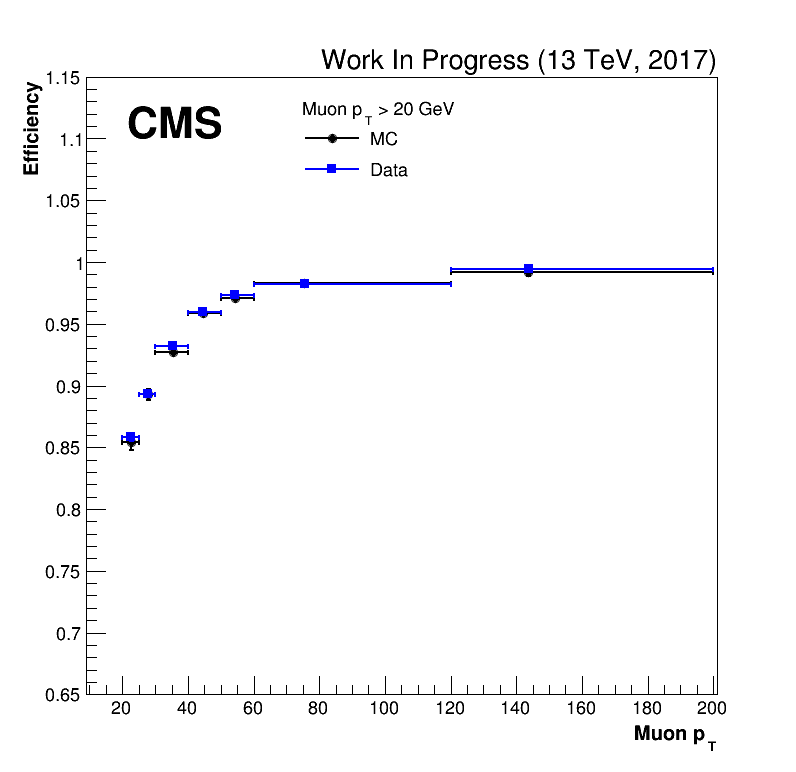 Work In Progress (13 TeV, 2017)
CMS
Muon p_T > 20 GeV
MC
Data
Efficiency
1.15
1.1
1.05
1
0.95
0.9
0.85
0.8
0.75
0.7
0.65
20 40 60 80 100 120 140 160 180 200
Muon p_T